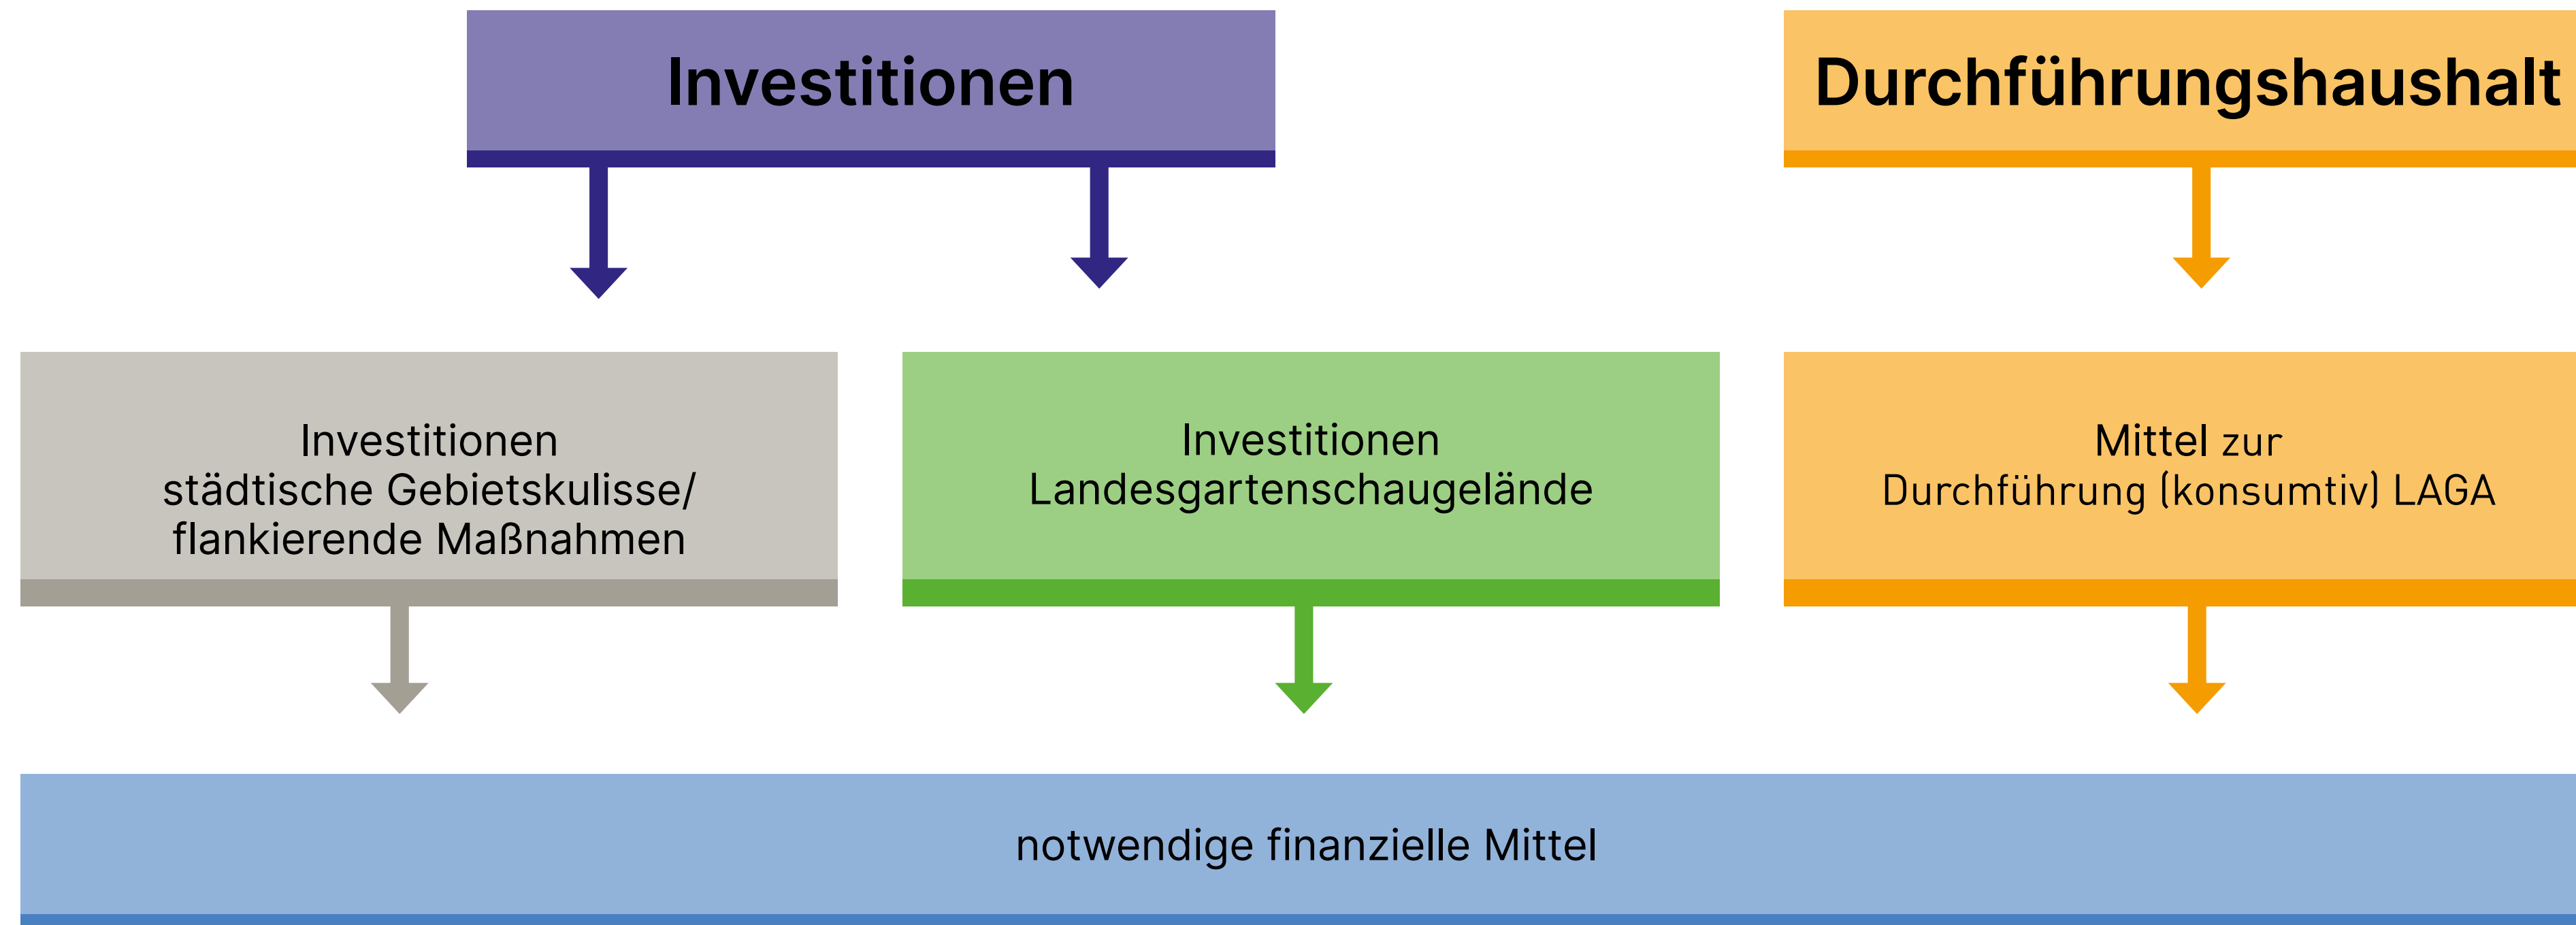 Investitionen
Durchführungshaushalt
Investitionen
städtische Gebietskulisse/
flankierende Maßnahmen
Investitionen
Landesgartenschaugelände
Mittel zur
Durchführung (konsumtiv) LAGA
notwendige finanzielle Mittel